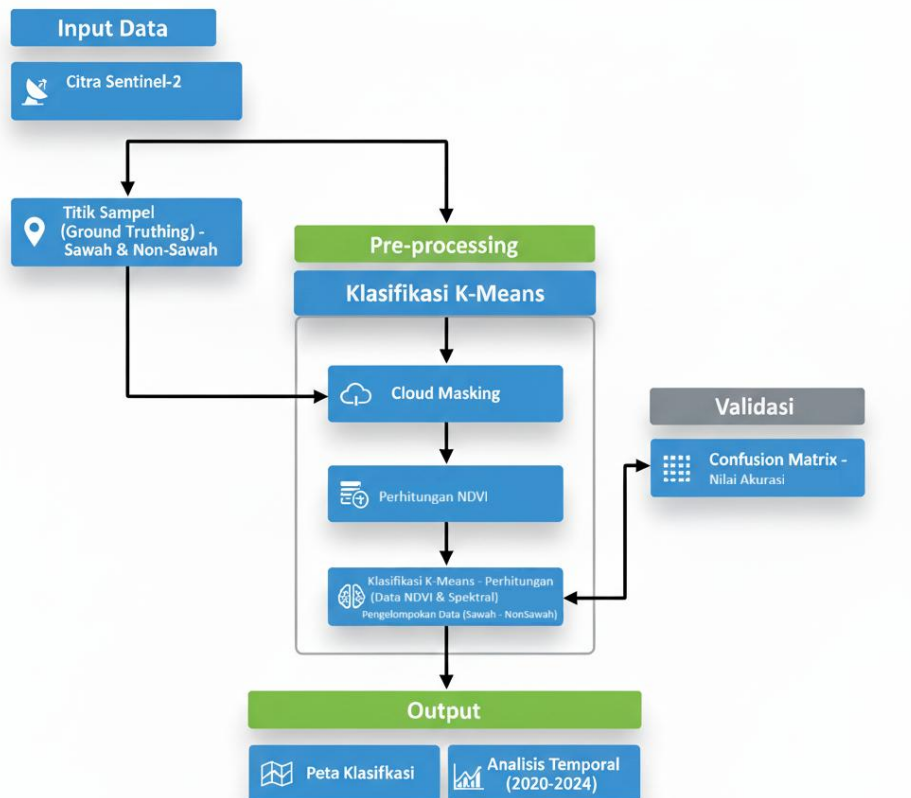 Input Data
Citra Sentinel-2
Titik Sampel
(Ground Truthing) -
Sawah & Non-Sawah
Pre-processing
Klasifikasi K-Means
Cloud Masking
Perhitungan NDVI
Klasifikasi K-Means - Perhitungan
(Data NDVI & Spektral)
Pengelompokan Data (Sawah - NonSawah)
Validasi
Confusion Matrix -
Nilai Akurasi
Output
Peta Klasifkasi
Analisis Temporal
(2020-2024)